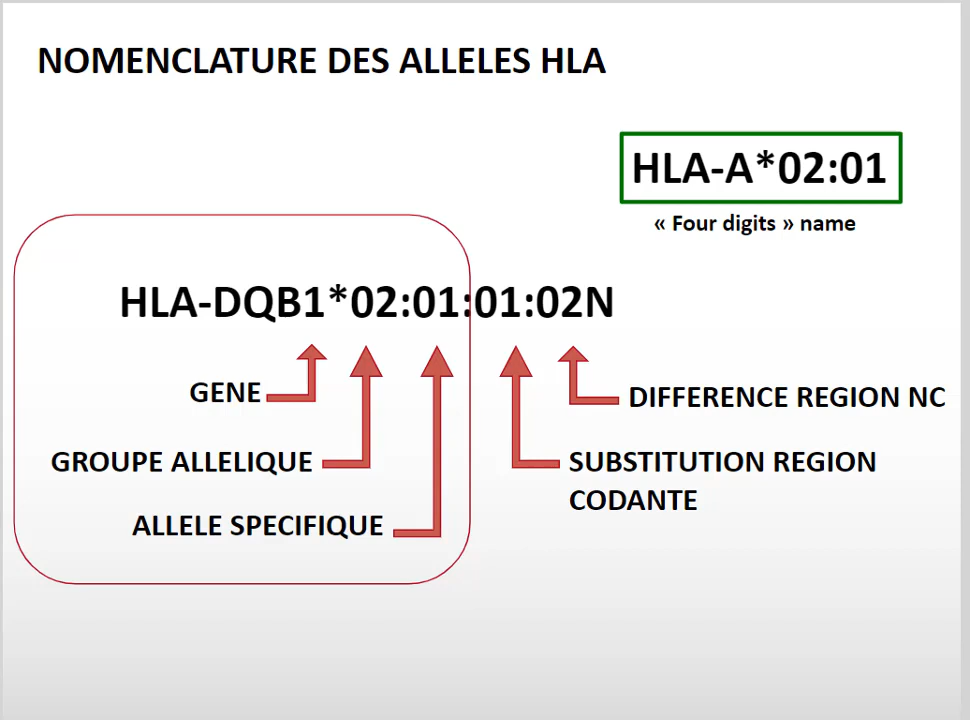 NOMENCLATURE DES ALLELES HLA
HLA-A*02:01
« Four digits » name
HLA-DQB1*02:01:01:02N
GENE
DIFFERENCE REGION NC
GROUPE ALLELIQUE
SUBSTITUTION REGION
CODANTE
ALLELE SPECIFIQUE